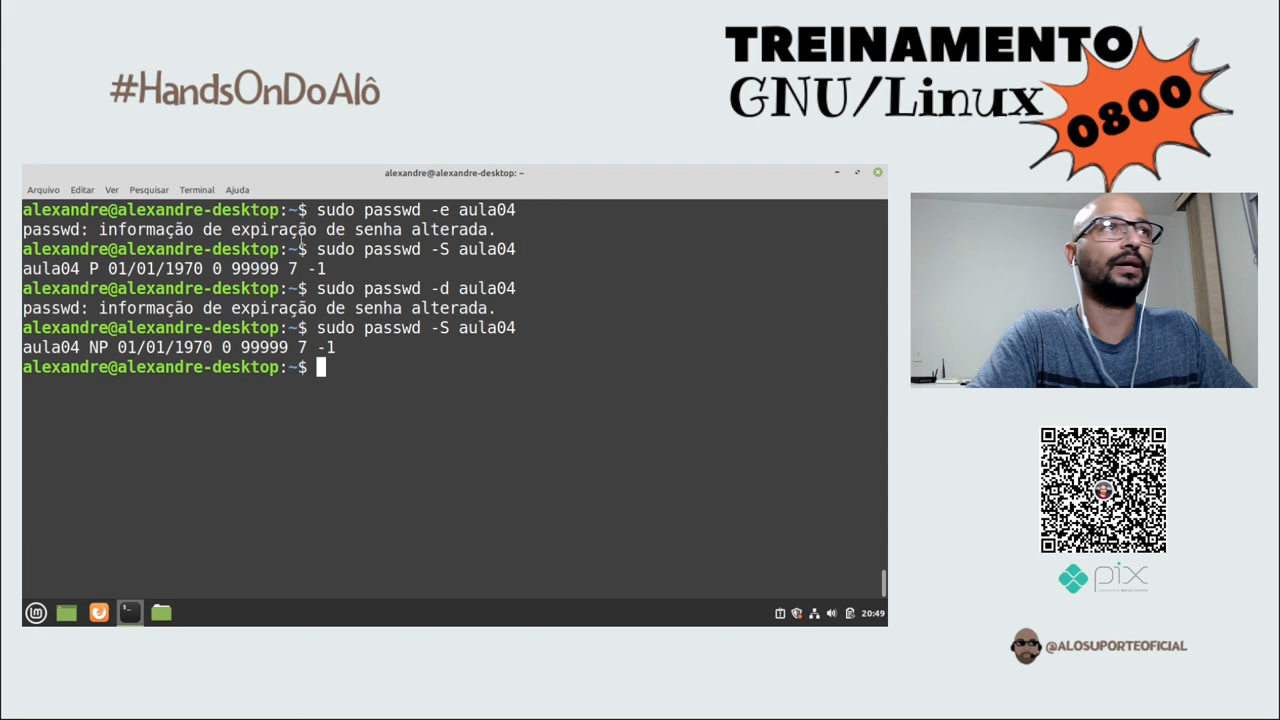 #HandsOnDoAlô
TREINAMENTO
GNU/Linux
0800
alexandre@alexandre-desktop: ~
Arquivo Editar Ver Pesquisar Terminal Ajuda
alexandre@alexandre-desktop:~$ sudo passwd -e aula04
passwd: informação de expiração de senha alterada.
alexandre@alexandre-desktop:~$ sudo passwd -S aula04
aula04 P 01/01/1970 0 99999 7 -1
alexandre@alexandre-desktop:~$ sudo passwd -d aula04
passwd: informação de expiração de senha alterada.
alexandre@alexandre-desktop:~$ sudo passwd -S aula04
aula04 NP 01/01/1970 0 99999 7 -1
alexandre@alexandre-desktop:~$
20:49
pix
@ALOSUPORTEOFICIAL